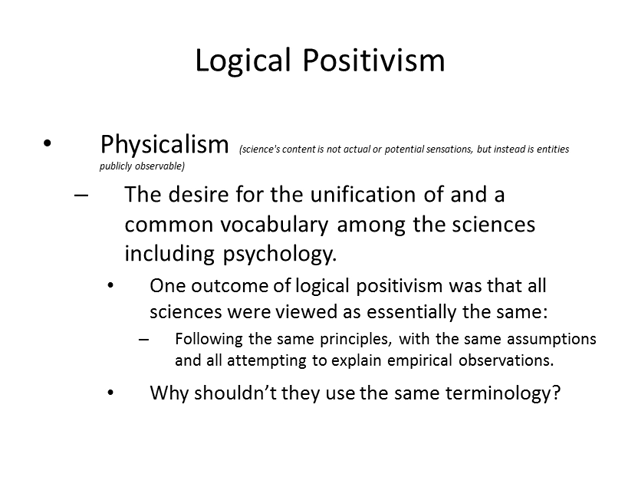 Logical Positivism
• Physicalism (science's content is not actual or potential sensations, but instead is entities
publicly observable)
– The desire for the unification of and a
common vocabulary among the sciences
including psychology.
• One outcome of logical positivism was that all
sciences were viewed as essentially the same:
– Following the same principles, with the same assumptions
and all attempting to explain empirical observations.
• Why shouldn't they use the same terminology?